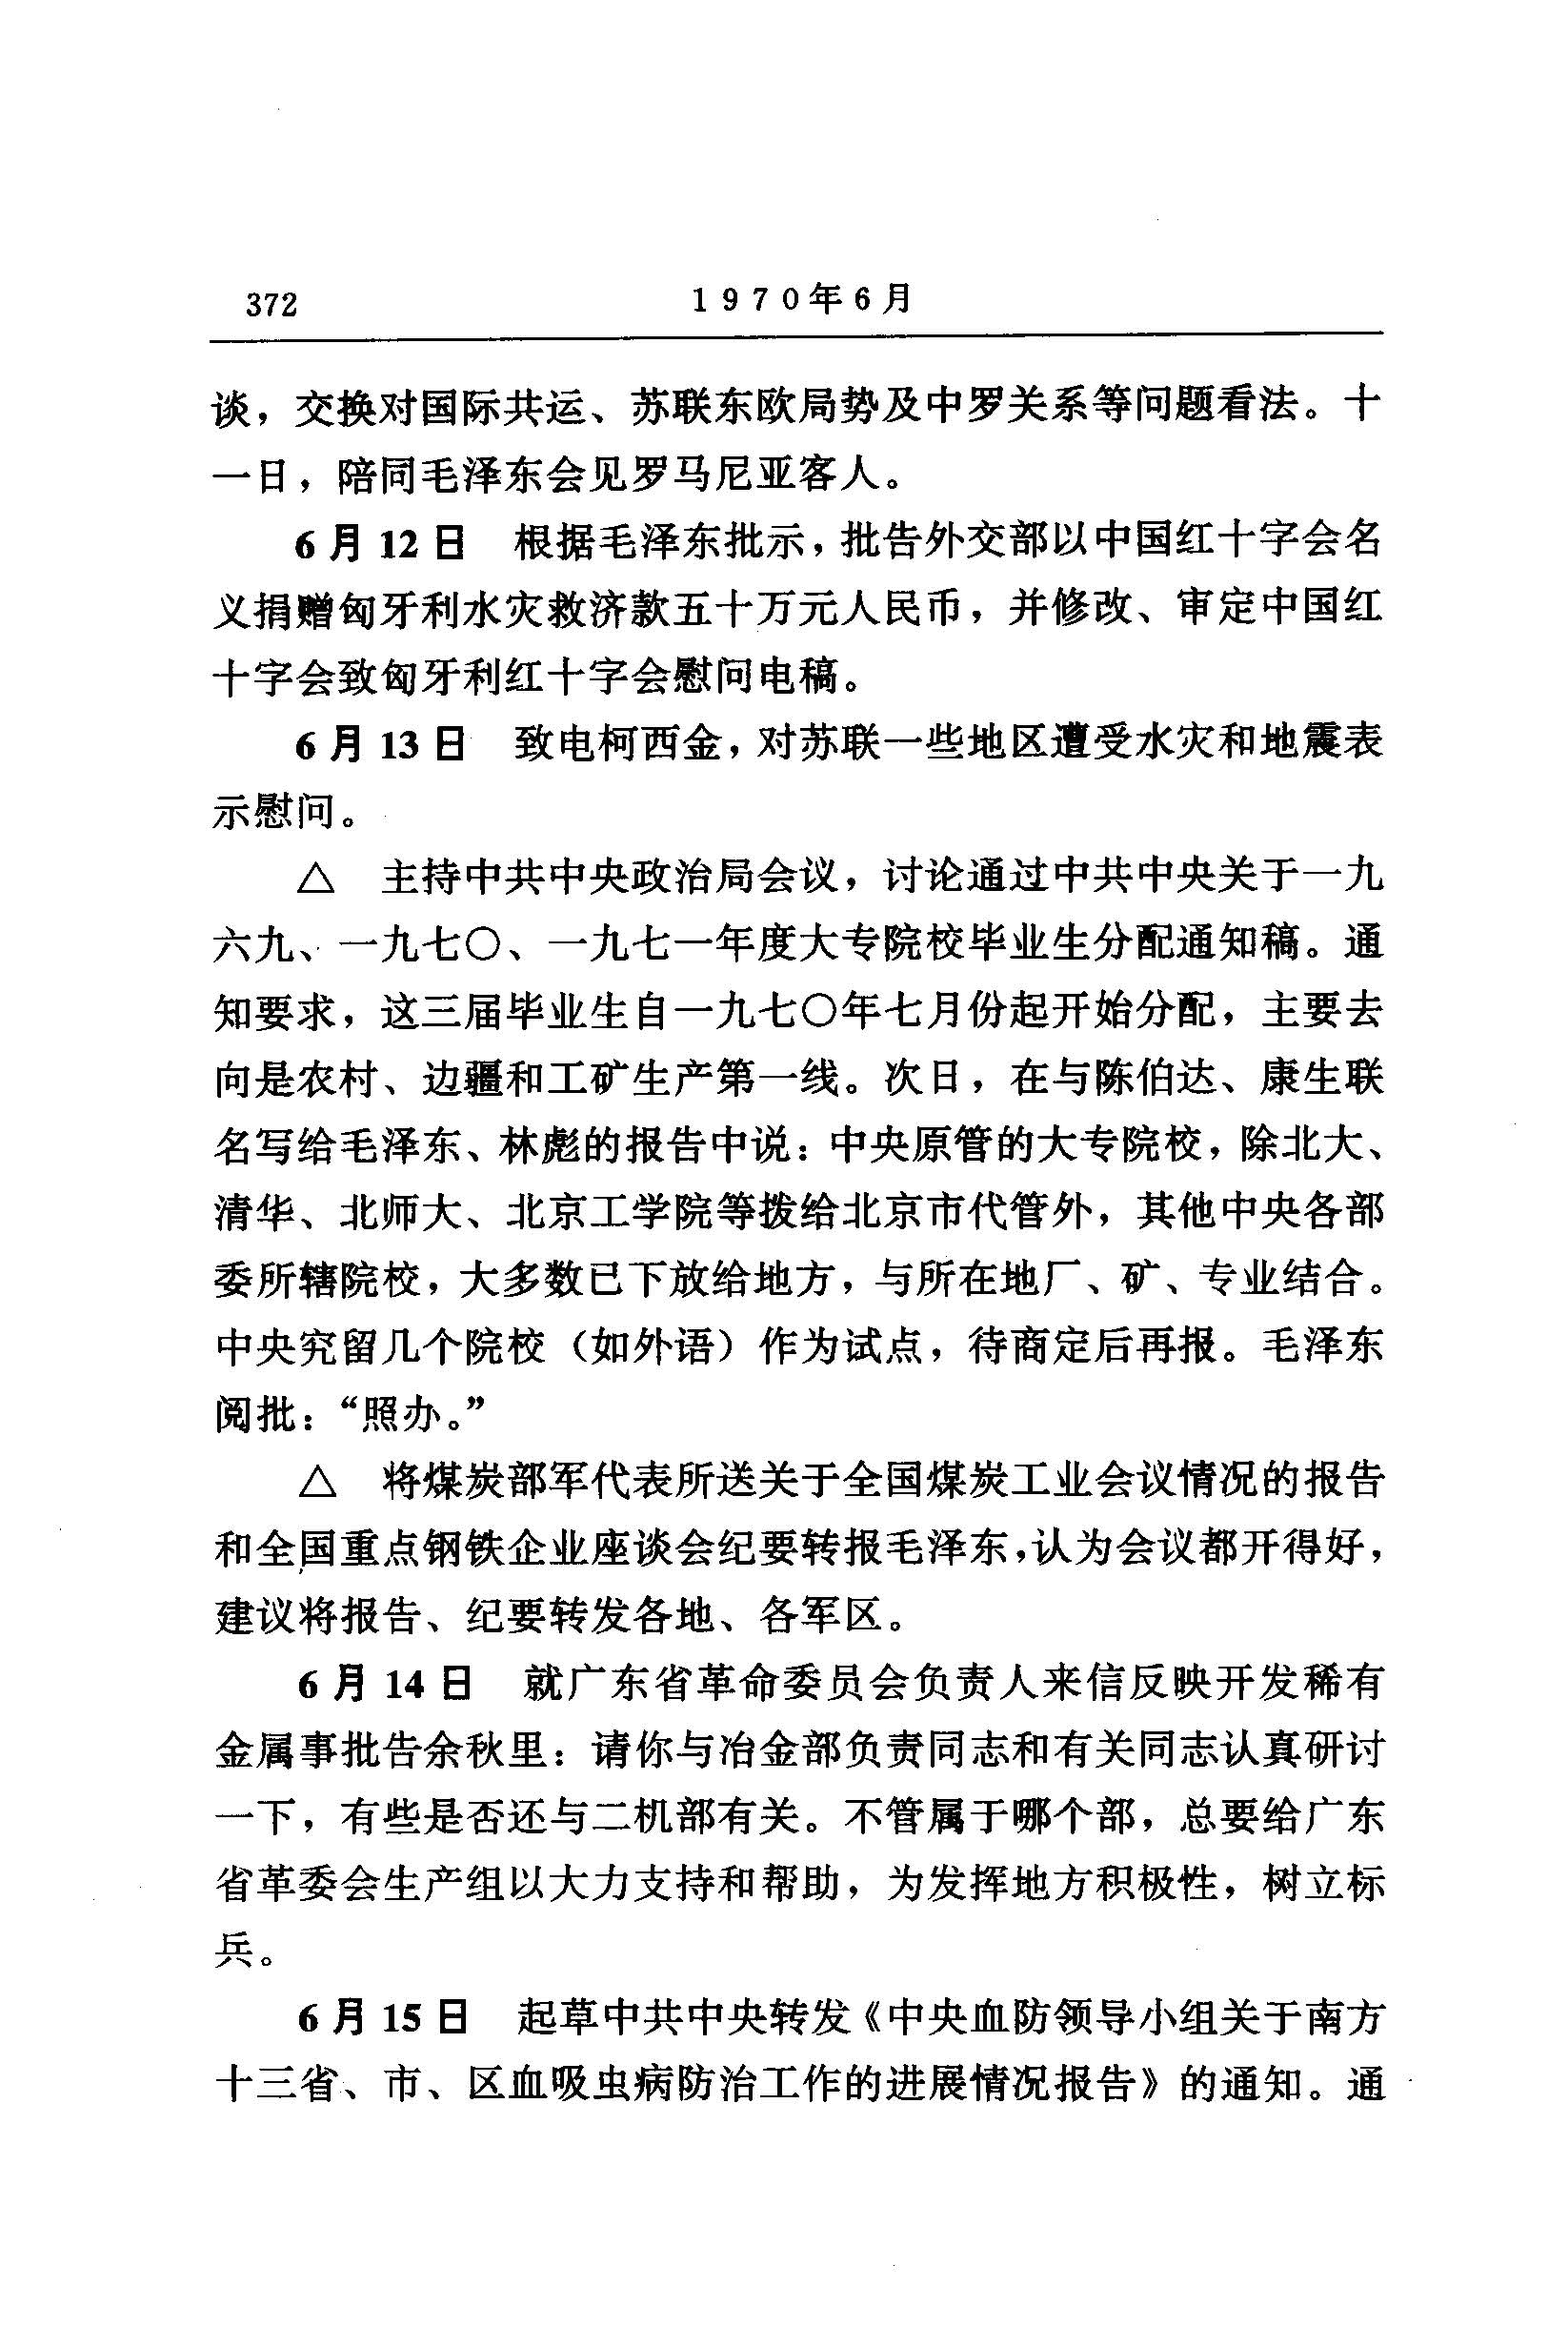 372
1970年6月
谈，交换对国际共运、苏联东欧局势及中罗关系等问题看法。十
一日，陪同毛泽东会见罗马尼亚客人。
6月12日　根据毛泽东批示，批告外交部以中国红十字会名
义捐赠匈牙利水灾救济款五十万元人民币，并修改、审定中国红
十字会致匈牙利红十字会慰问电稿。
6月13日　致电柯西金，对苏联一些地区遭受水灾和地震表
示慰问。
△　主持中共中央政治局会议，讨论通过中共中央关于一九
六九、一九七〇、一九七一年度大专院校毕业生分配通知稿。通
知要求，这三届毕业生自一九七〇年七月份起开始分配，主要去
向是农村、边疆和工矿生产第一线。次日，在与陈伯达、康生联
名写给毛泽东、林彪的报告中说：中央原管的大专院校，除北大、
清华、北师大、北京工学院等拨给北京市代管外，其他中央各部
委所辖院校，大多数已下放给地方，与所在地厂、矿、专业结合。
中央究留几个院校（如外语）作为试点，待商定后再报。毛泽东
阅批：“照办。”
△　将煤炭部军代表所送关于全国煤炭工业会议情况的报告
和全国重点钢铁企业座谈会纪要转报毛泽东，认为会议都开得好，
建议将报告、纪要转发各地、各军区。
6月14日　就广东省革命委员会负责人来信反映开发稀有
金属事批告余秋里：请你与冶金部负责同志和有关同志认真研讨
一下，有些是否还与二机部有关。不管属于哪个部，总要给广东
省革委会生产组以大力支持和帮助，为发挥地方积极性，树立标
兵。
6月15日　起草中共中央转发《中央血防领导小组关于南方
十三省、市、区血吸虫病防治工作的进展情况报告》的通知。通